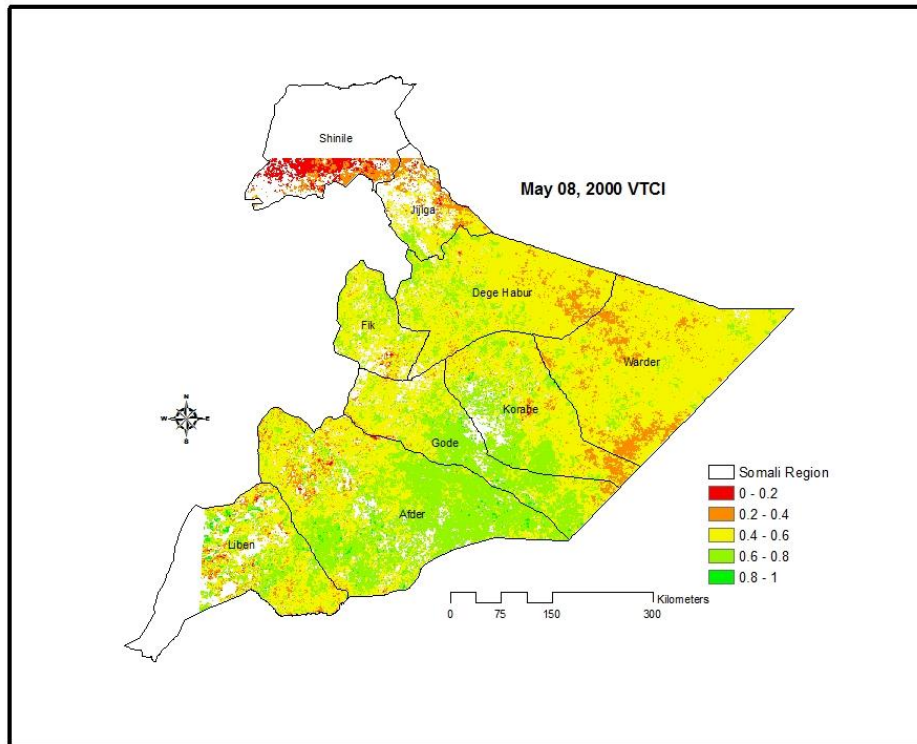 Shinile
May 08, 2000 VTCI
Jijiga
Dege Habur
Fik
Warder
Korahe
N
W E
S
Gode
Somali Region
0 - 0.2
0.2 - 0.4
Afder
0.4 - 0.6
Liben
0.6 - 0.8
0.8 - 1
Kilometers
0 75 150 300